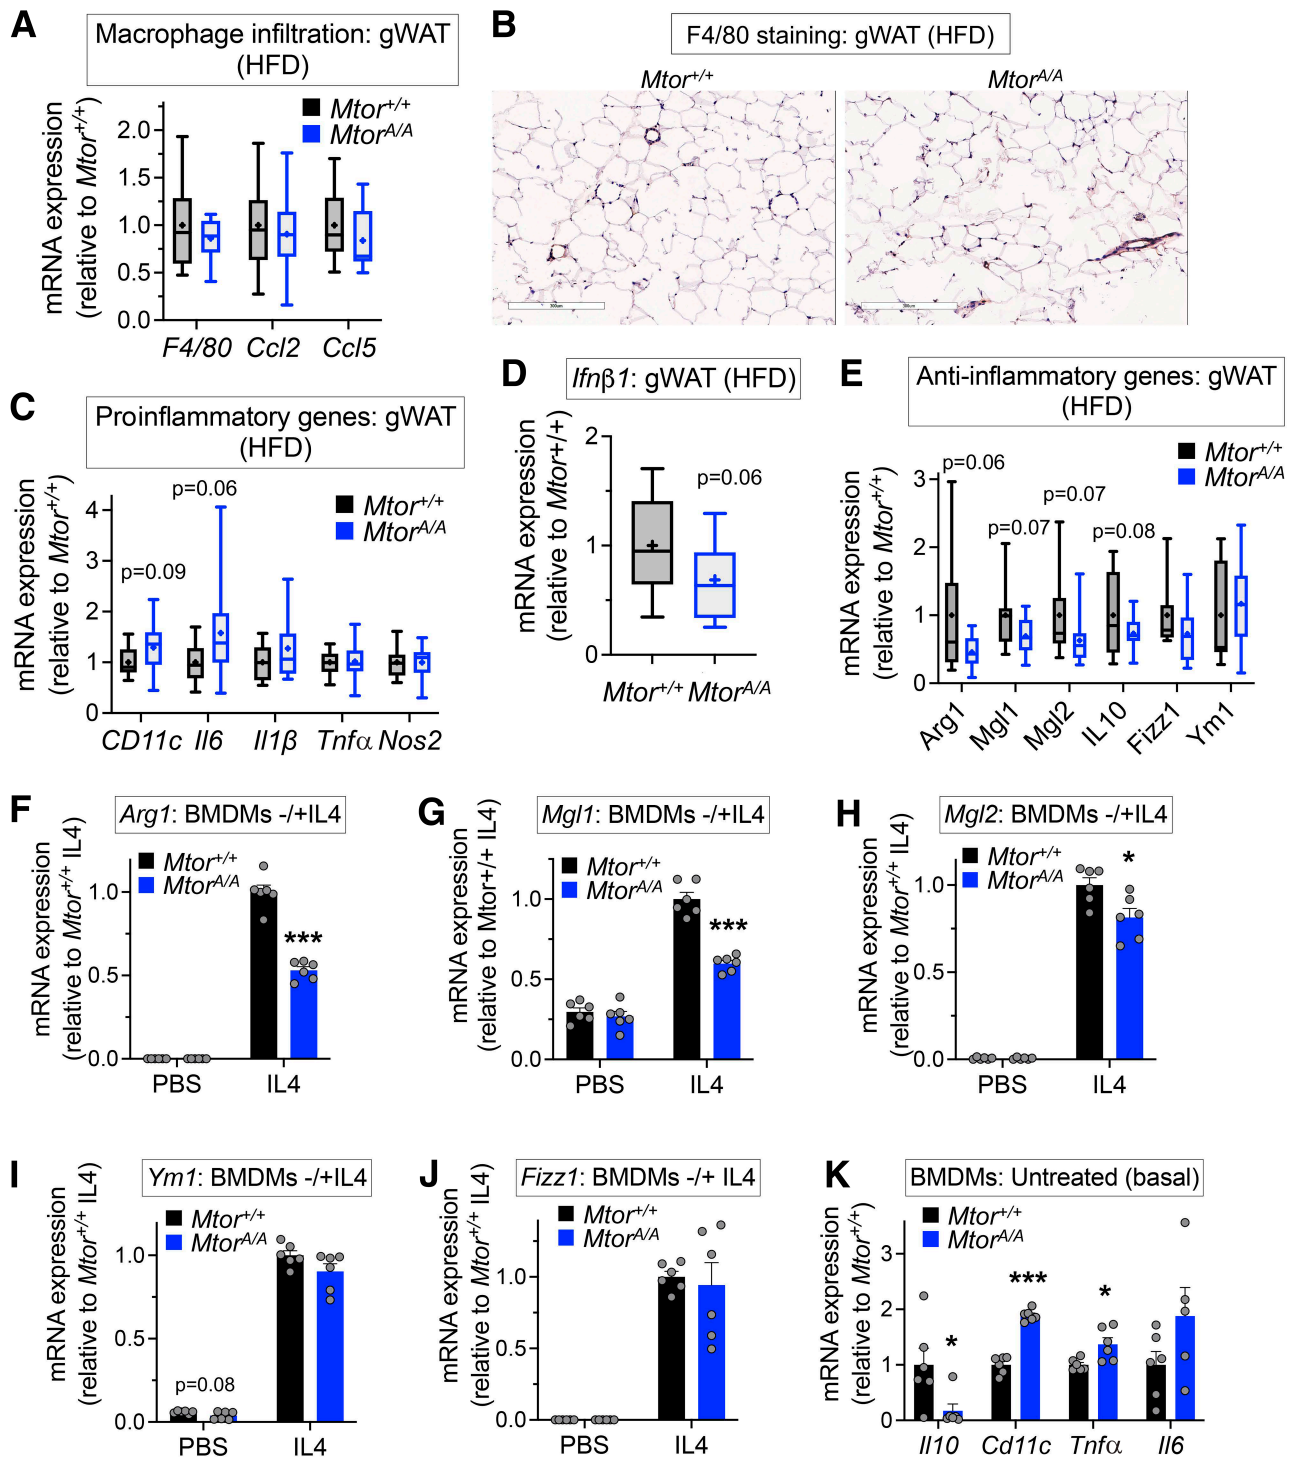 A
Macrophage infiltration: gWAT
(HFD)
mRNA expression
(relative to Mtor+/+)
Mtor+/+
MtorA/A
2.0
1.5
1.0
0.5
0.0
F4/80 Ccl2 Ccl5
B
F4/80 staining: gWAT (HFD)
Mtor+/+
MtorA/A
C
Proinflammatory genes: gWAT
(HFD)
mRNA expression
(relative to Mtor+/+)
p=0.06
p=0.09
Mtor+/+
MtorA/A
4
3
2
1
0
CD11c Il6 Il1β Tnfα Nos2
D
Ifnβ1: gWAT (HFD)
mRNA expression
(relative to Mtor+/+)
p=0.06
2
1
0
Mtor+/+ MtorA/A
E
Anti-inflammatory genes: gWAT
(HFD)
mRNA expression
(relative to Mtor+/+)
Mtor+/+
MtorA/A
p=0.06
p=0.07
p=0.07
p=0.08
3
2
1
0
Arg1 Mgl1 Mgl2 IL10 Fizz1 Ym1
F
Arg1: BMDMs -/+IL4
mRNA expression
(relative to Mtor+/+ IL4)
Mtor+/+
MtorA/A
***
1.0
0.5
0.0
PBS IL4
G
Mgl1: BMDMs -/+IL4
mRNA expression
(relative to Mtor+/+ IL4)
Mtor+/+
MtorA/A
***
1.0
0.5
0.0
PBS IL4
H
Mgl2: BMDMs -/+IL4
mRNA expression
(relative to Mtor+/+ IL4)
Mtor+/+
MtorA/A
*
1.0
0.5
0.0
PBS IL4
I
Ym1: BMDMs -/+IL4
mRNA expression
(relative to Mtor+/+ IL4)
Mtor+/+
MtorA/A
p=0.08
1.0
0.5
0.0
PBS IL4
J
Fizz1: BMDMs -/+ IL4
mRNA expression
(relative to Mtor+/+ IL4)
Mtor+/+
MtorA/A
1.0
0.5
0.0
PBS IL4
K
BMDMs: Untreated (basal)
mRNA expression
(relative to Mtor+/+)
Mtor+/+
MtorA/A
*
***
*
3
2
1
0
Il10 Cd11c Tnfα Il6